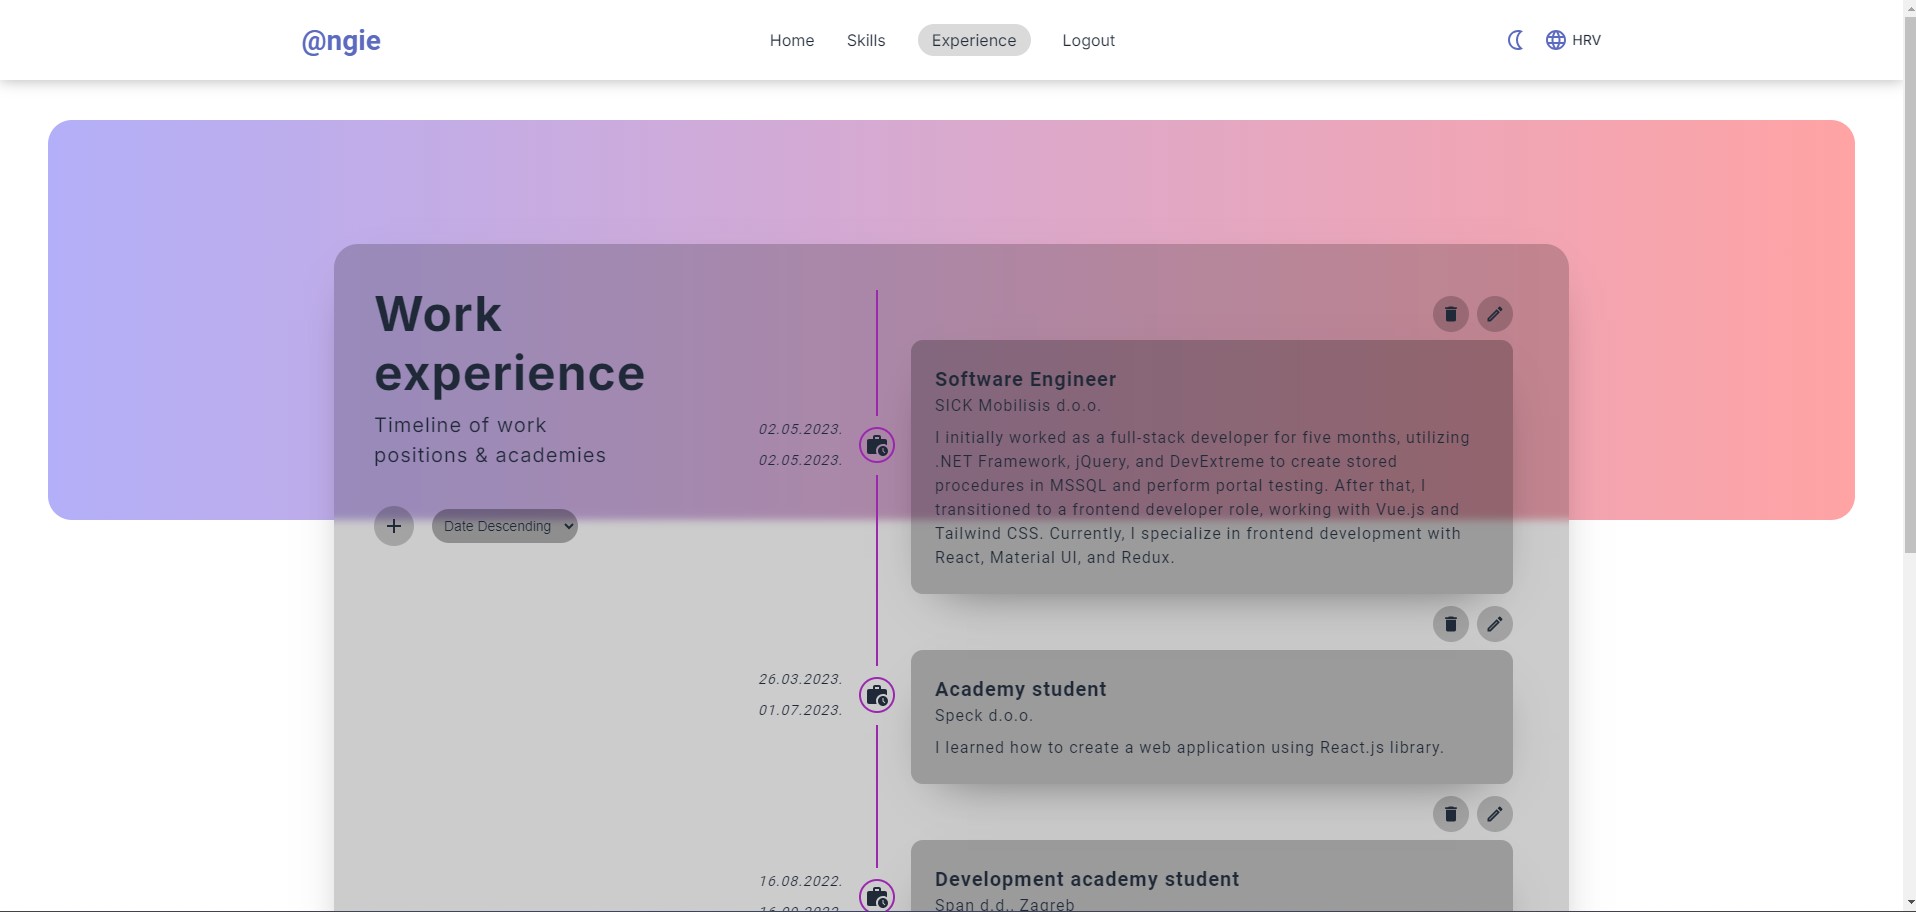 @ngie
Home
Skills
Experience
Logout
HRV
Work
experience
Timeline of work
positions & academies
Date Descending
02.05.2023.
02.05.2023.
Software Engineer
SICK Mobilisis d.o.o.
I initially worked as a full-stack developer for five months, utilizing
.NET Framework, jQuery, and DevExtreme to create stored
procedures in MSSQL and perform portal testing. After that, I
transitioned to a frontend developer role, working with Vue.js and
Tailwind CSS. Currently, I specialize in frontend development with
React, Material UI, and Redux.
26.03.2023.
01.07.2023.
Academy student
Speck d.o.o.
I learned how to create a web application using React.js library.
16.08.2022.
Development academy student
Span d.d., Zagreb